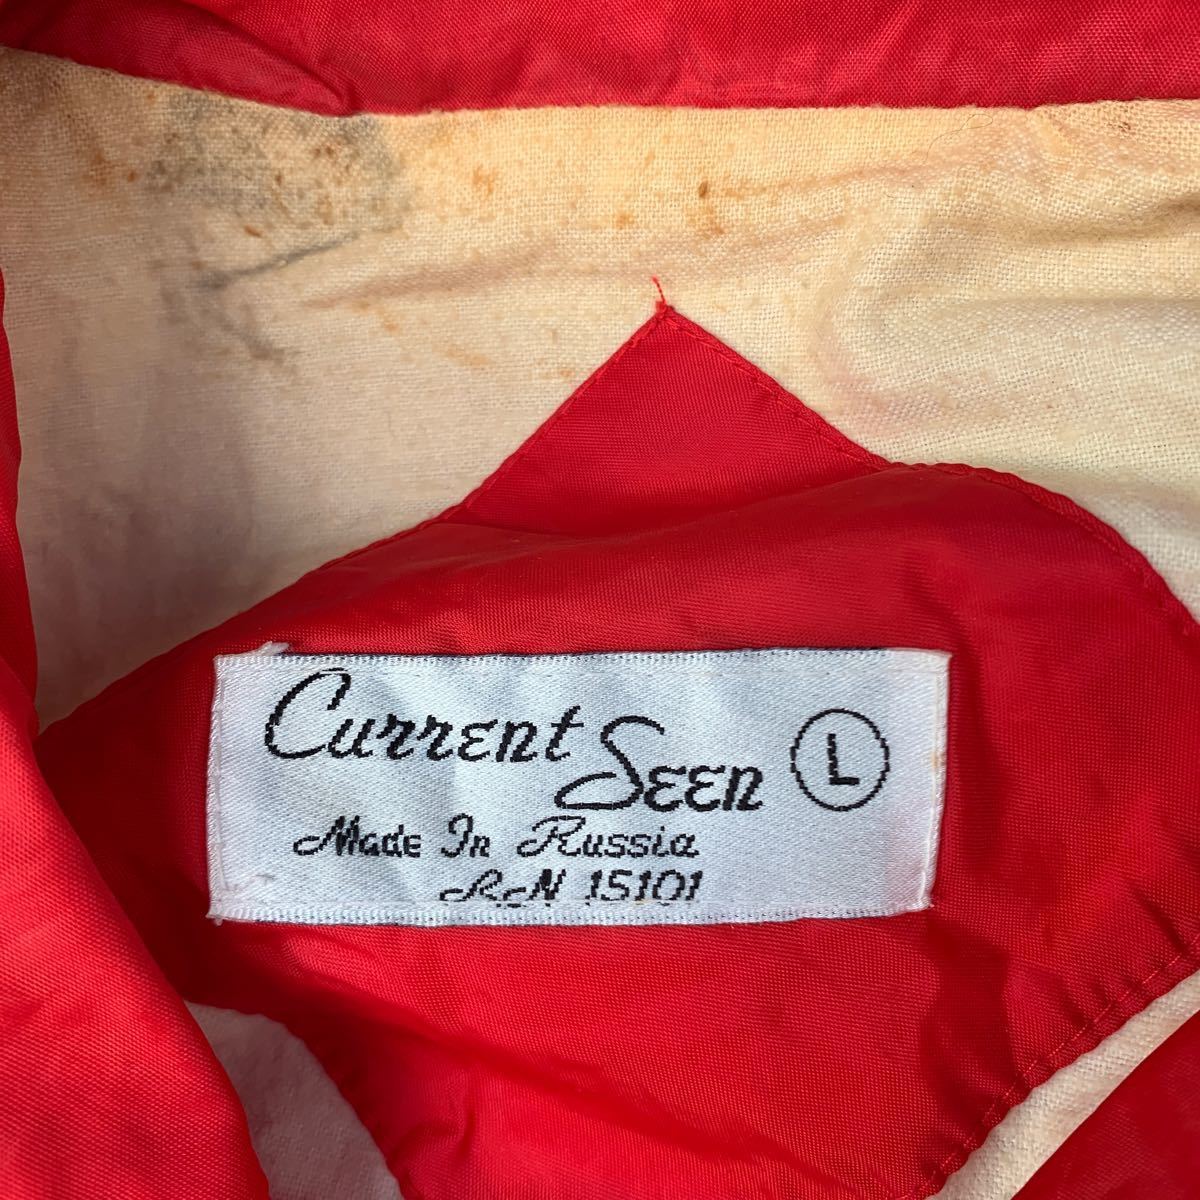 Current Seen
L
Made In Russia
RN 15101